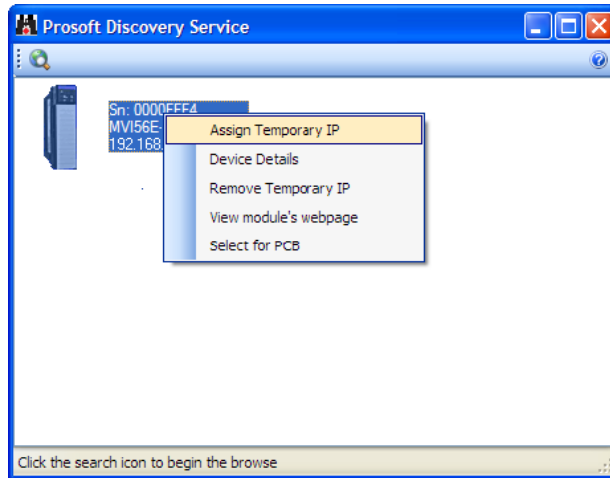 Prosoft Discovery Service
Sn: 0000FFF4
MVI56E-
192.168.
Assign Temporary IP
Device Details
Remove Temporary IP
View module's webpage
Select for PCB
Click the search icon to begin the browse